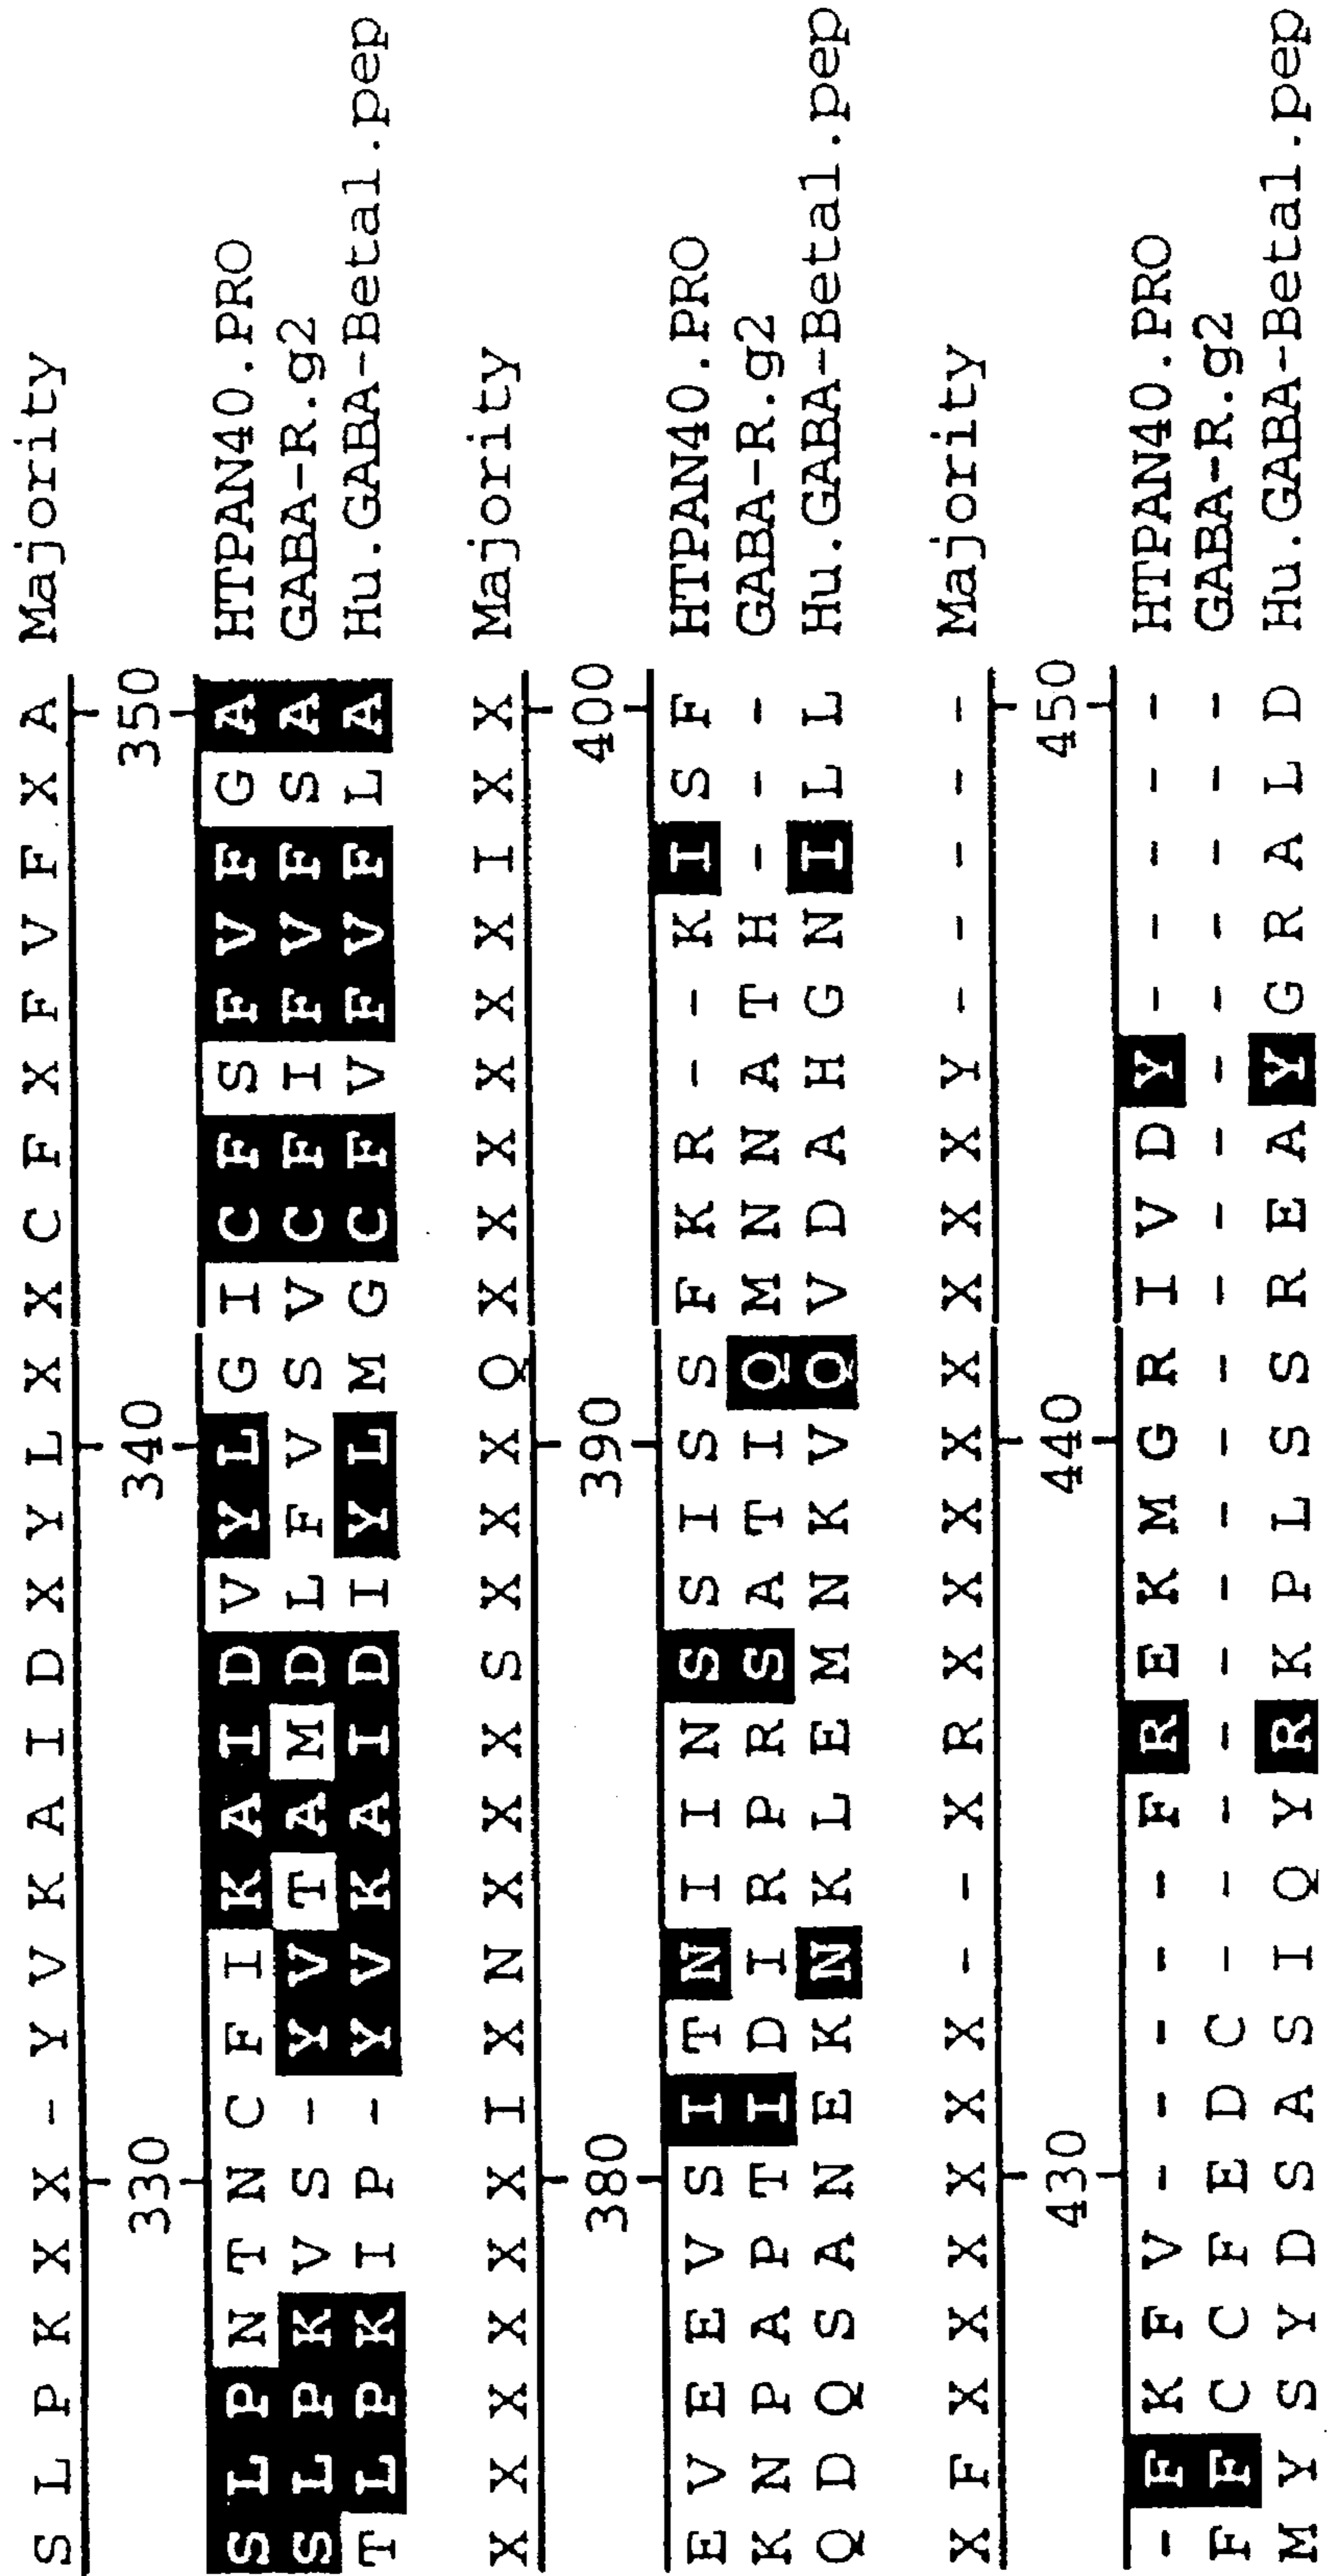 S L P K X X - Y V K A I D X Y L X X C F X F V F X A Majority
330 340 350
S L P N T N C F I K A I D V Y L G I C F S F V F G A HTPAN40.PRO
S L P K V S - Y V T A M D L F V S V C F I F V F S A GABA-R.g2
T L P K I P - Y V K A I D I Y L M G C F V F V F L A Hu.GABA-Beta1.pep
X X X X X X I X N X X X S X X X Q X X X X X X I X X Majority
380 390 400
E V E E V S I T N I I N S S I S S F K R - - K I S F HTPAN40.PRO
K N P A P T I D I R P R S A T I Q M N N A T H - - - GABA-R.g2
Q D Q S A N E K N K L E M N K V Q V D A H G N I L L Hu.GABA-Beta1.pep
X F X X X X X X - - X R X X X X X X X X Y - - - - - Majority
430 440 450
- F K F V - - - - - F R E K M G R I V D Y - - - - - HTPAN40.PRO
F F C C F E D C - - - - - - - - - - - - - - - - - - GABA-R.g2
M Y S Y D S A S I Q Y R K P L S S R E A Y G R A L D Hu.GABA-Beta1.pep